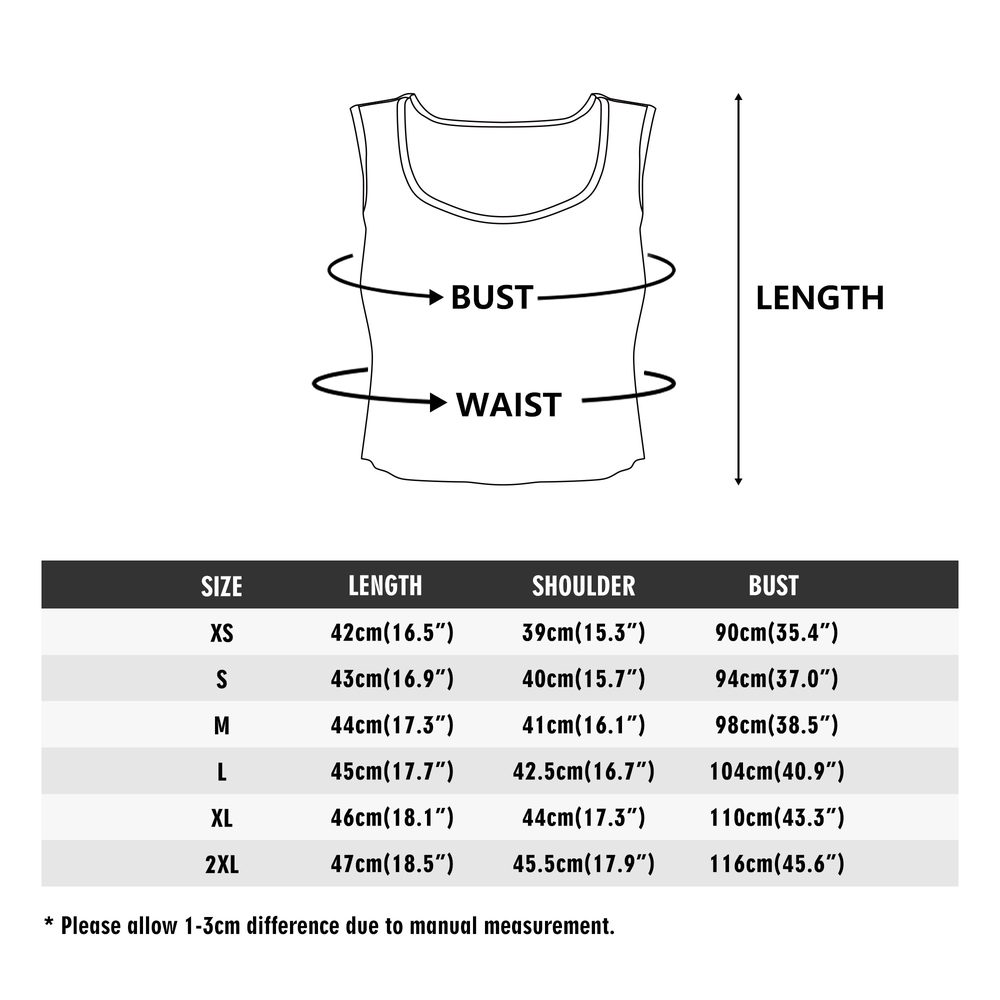 BUST
LENGTH
WAIST
SIZE LENGTH SHOULDER BUST
XS 42cm(16.5″) 39cm(15.3″) 90cm(35.4″)
S 43cm(16.9″) 40cm(15.7″) 94cm(37.0″)
M 44cm(17.3″) 41cm(16.1″) 98cm(38.5″)
L 45cm(17.7″) 42.5cm(16.7″) 104cm(40.9″)
XL 46cm(18.1″) 44cm(17.3″) 110cm(43.3″)
2XL 47cm(18.5″) 45.5cm(17.9″) 116cm(45.6″)
* Please allow 1-3cm difference due to manual measurement.